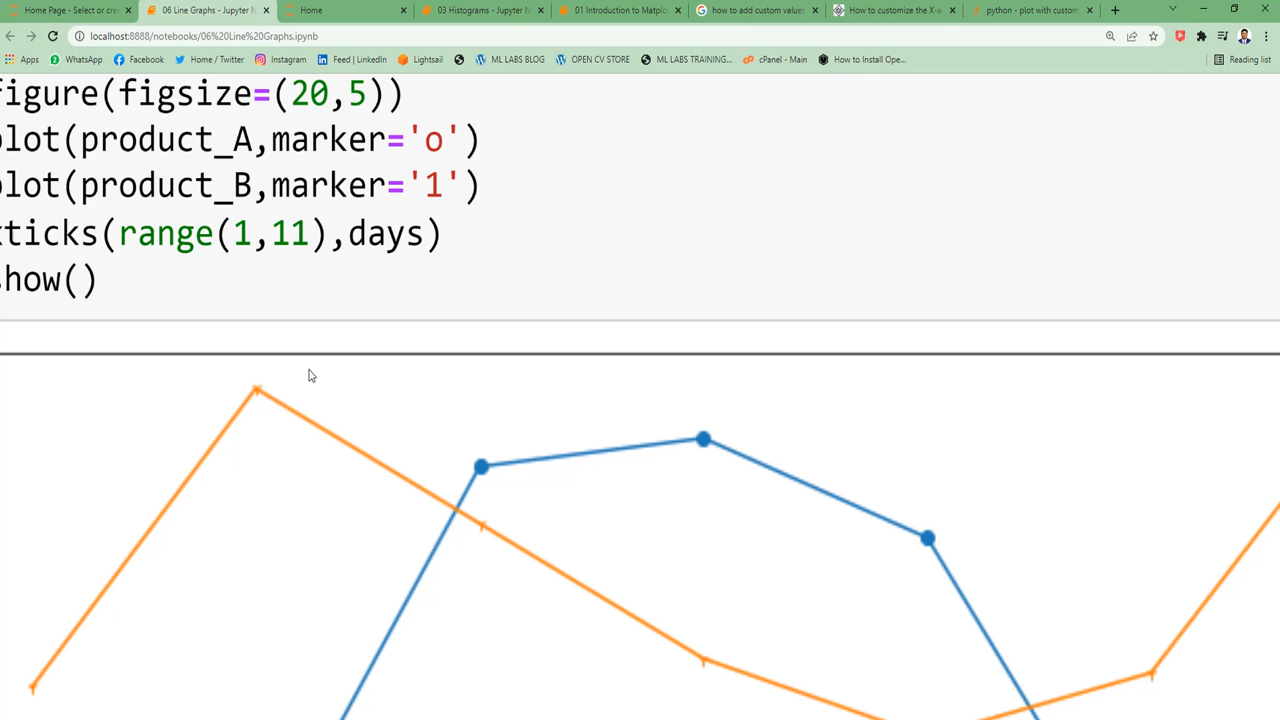 Home Page - Select or cre
06 Line Graphs - Jupyter N
Home
03 Histograms - Jupyter N
01 Introduction to Matplo
how to add custom values
How to customize the X-a
python - plot with custom
localhost:8888/notebooks/06%20Line%20Graphs.ipynb
Apps
WhatsApp
Facebook
Home / Twitter
Instagram
Feed | LinkedIn
Lightsail
ML LABS BLOG
OPEN CV STORE
ML LABS TRAINING...
cPanel - Main
How to Install Ope...
Reading list
figure(figsize=(20,5))
plot(product_A,marker='o')
plot(product_B,marker='1')
xticks(range(1,11),days)
show()